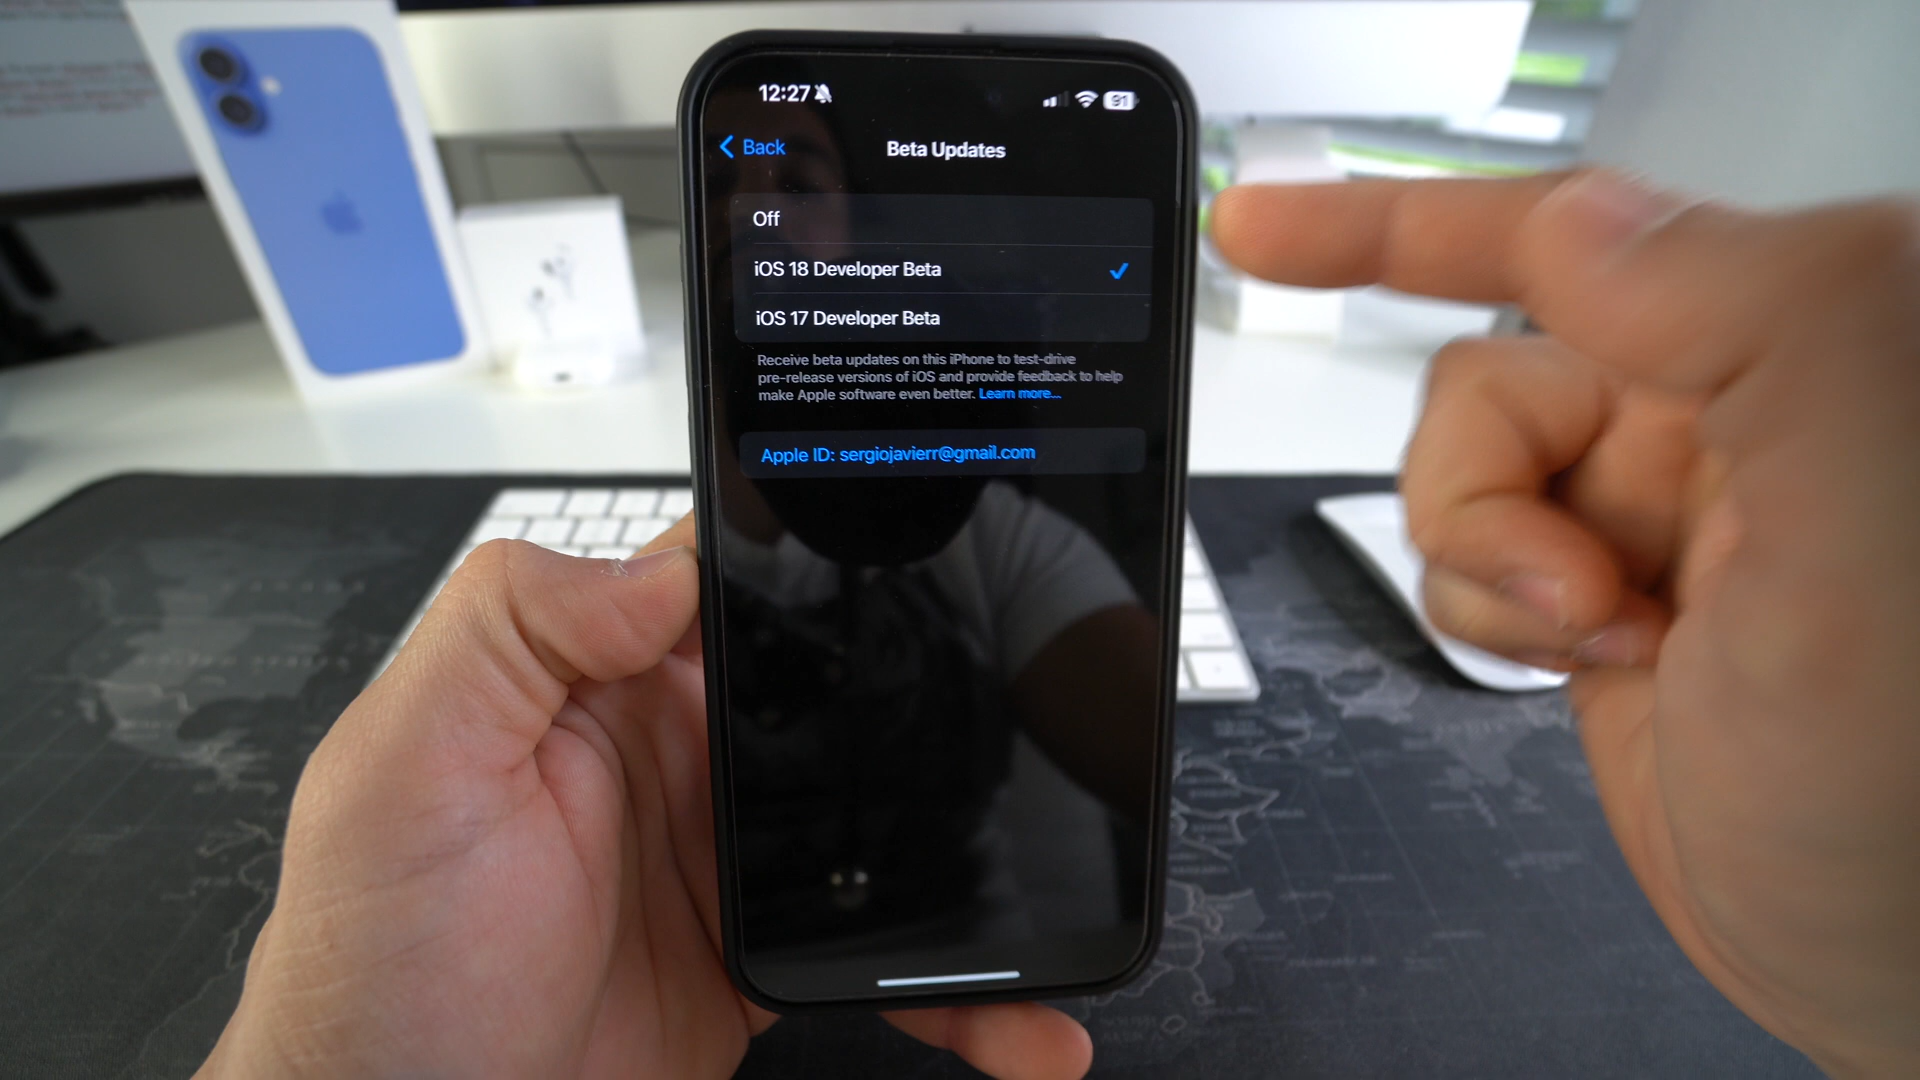 12:27
91
Back
Beta Updates
Off
iOS 18 Developer Beta
iOS 17 Developer Beta
Receive beta updates on this iPhone to test-drive
pre-release versions of iOS and provide feedback to help
make Apple software even better. Learn more...
Apple ID: sergiojavierr@gmail.com